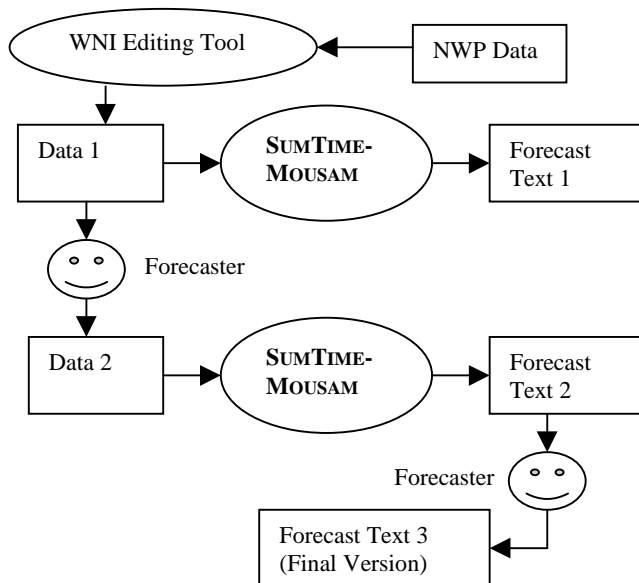 WNI Editing Tool
NWP Data
Data 1
SUMTIME-
MOUSAM
Forecast
Text 1
Forecaster
Data 2
SUMTIME-
MOUSAM
Forecast
Text 2
Forecaster
Forecast Text 3
(Final Version)